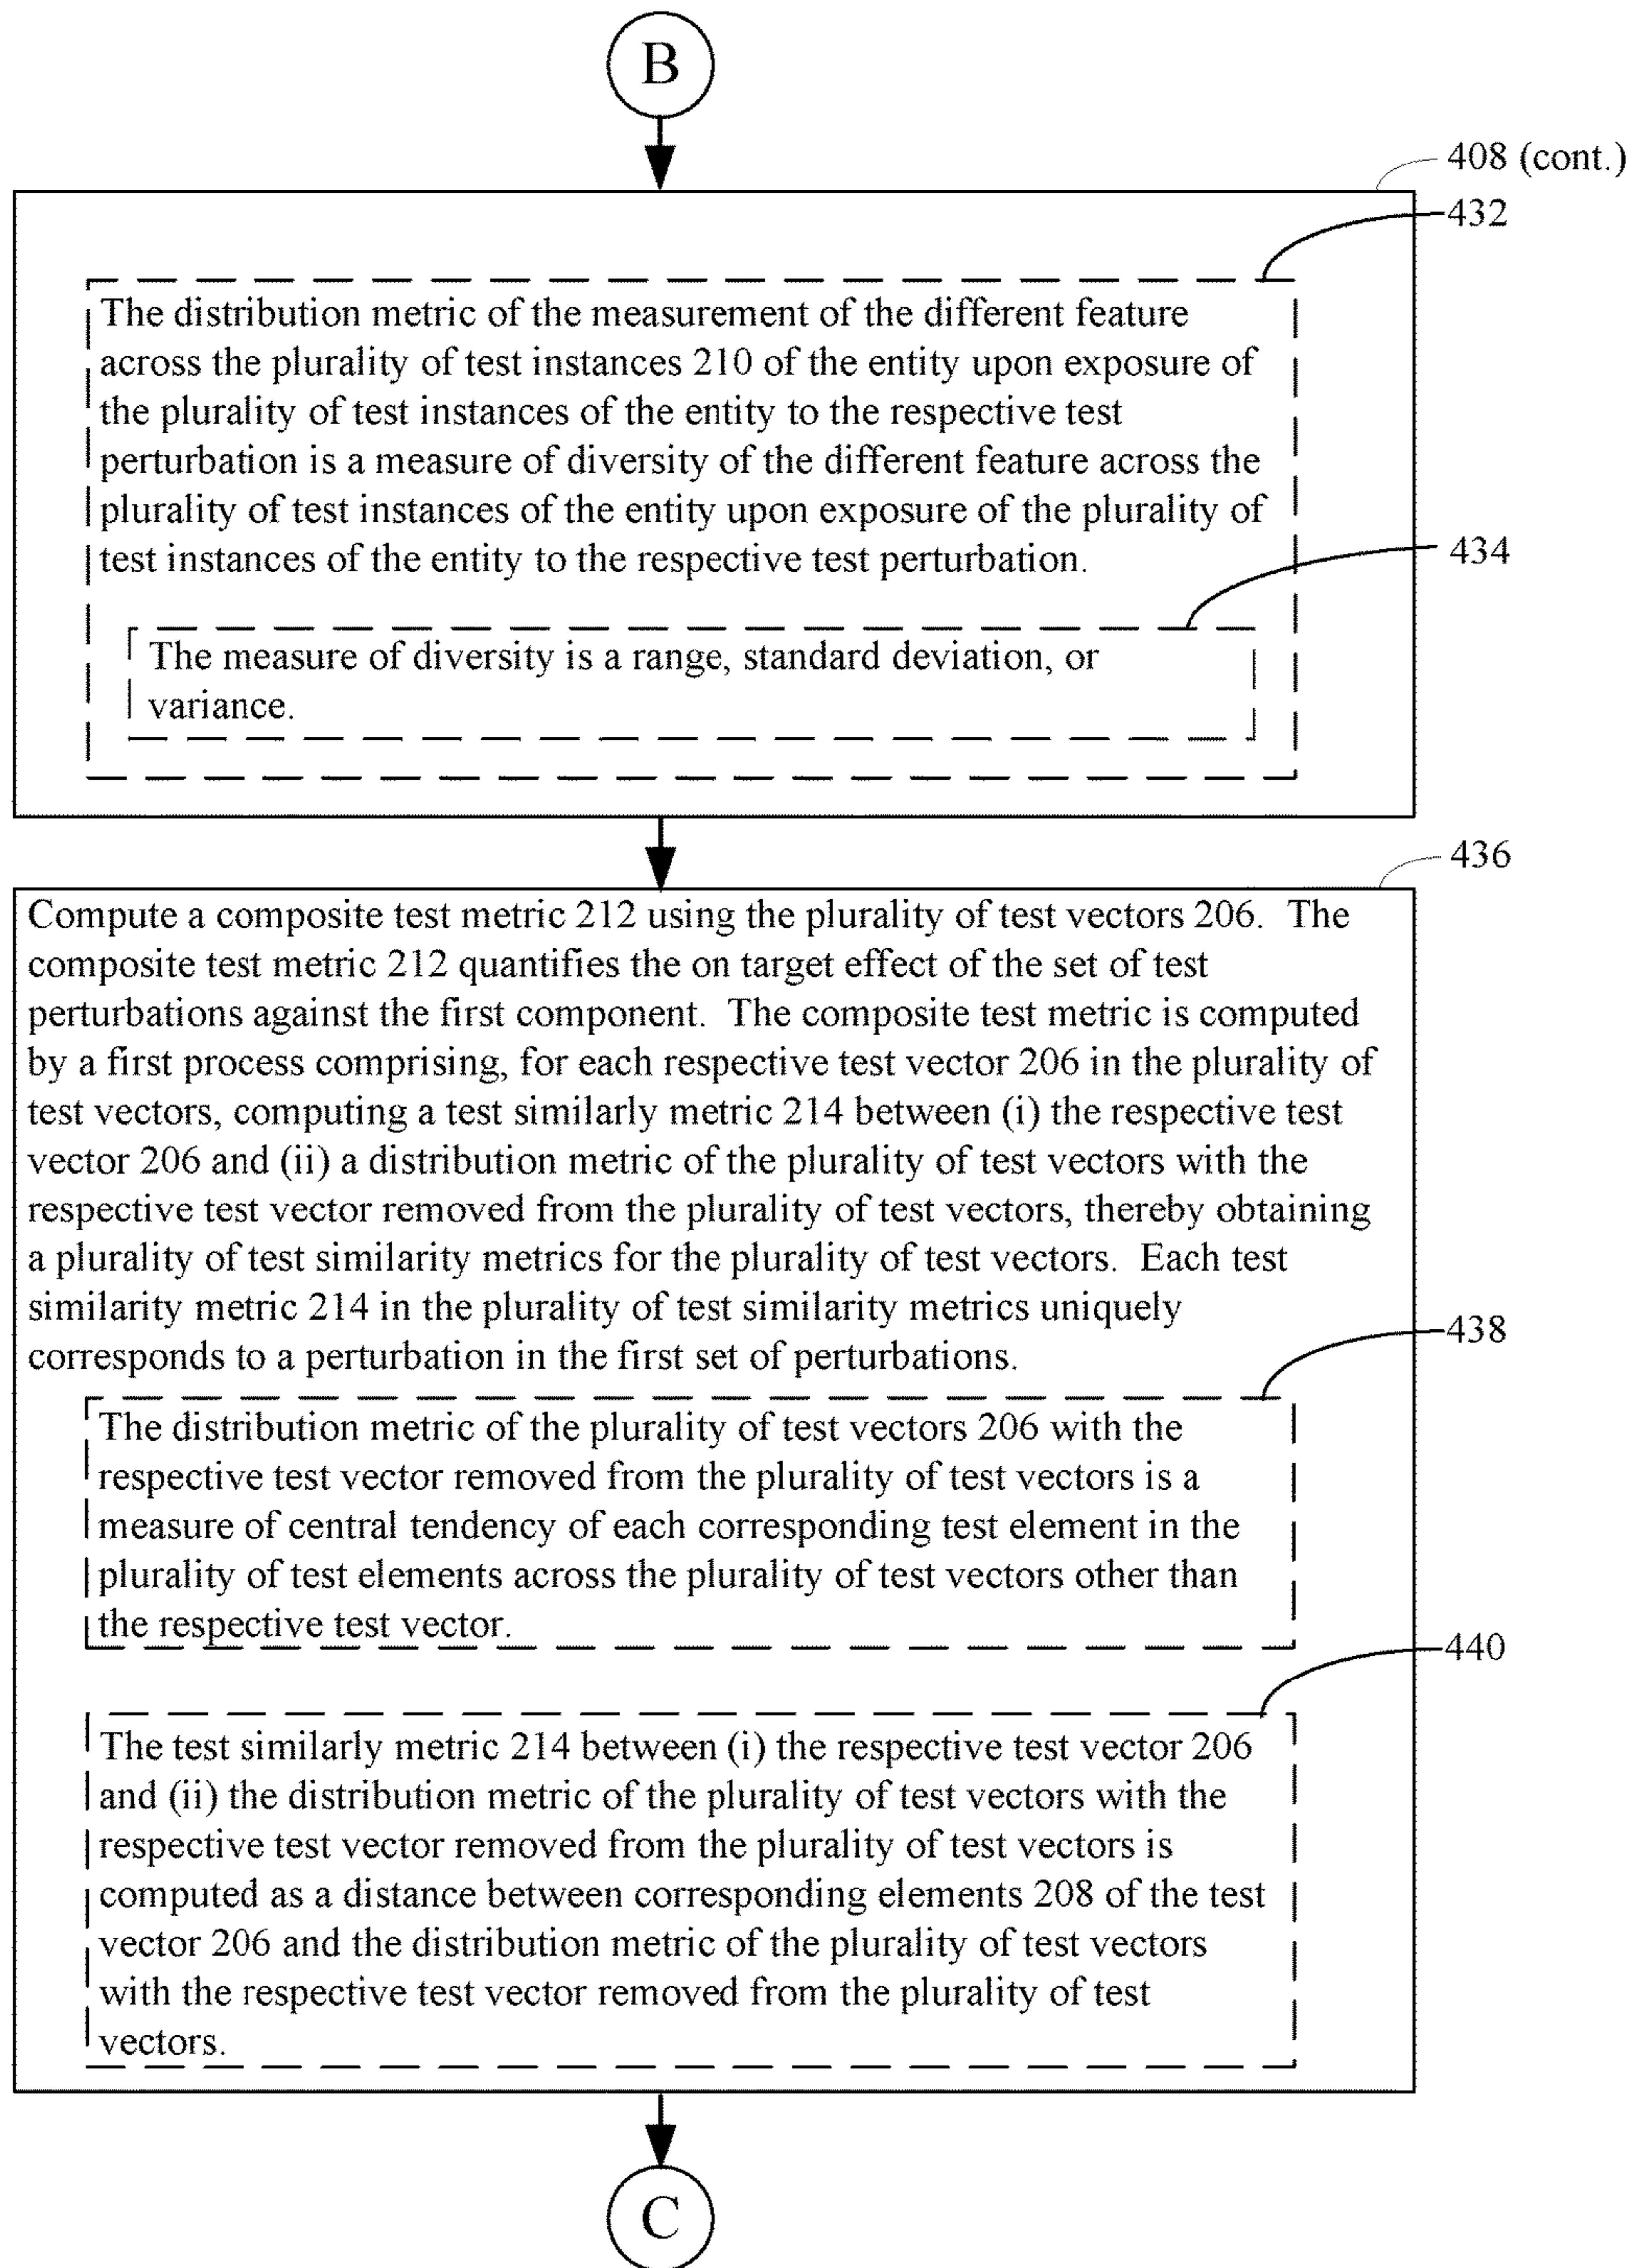 B
408 (cont.)
432
The distribution metric of the measurement of the different feature
across the plurality of test instances 210 of the entity upon exposure of
the plurality of test instances of the entity to the respective test
perturbation is a measure of diversity of the different feature across the
plurality of test instances of the entity upon exposure of the plurality of
test instances of the entity to the respective test perturbation.
434
The measure of diversity is a range, standard deviation, or
variance.
436
Compute a composite test metric 212 using the plurality of test vectors 206. The
composite test metric 212 quantifies the on target effect of the set of test
perturbations against the first component. The composite test metric is computed
by a first process comprising, for each respective test vector 206 in the plurality of
test vectors, computing a test similarly metric 214 between (i) the respective test
vector 206 and (ii) a distribution metric of the plurality of test vectors with the
respective test vector removed from the plurality of test vectors, thereby obtaining
a plurality of test similarity metrics for the plurality of test vectors. Each test
similarity metric 214 in the plurality of test similarity metrics uniquely
corresponds to a perturbation in the first set of perturbations.
438
The distribution metric of the plurality of test vectors 206 with the
respective test vector removed from the plurality of test vectors is a
measure of central tendency of each corresponding test element in the
plurality of test elements across the plurality of test vectors other than
the respective test vector.
440
The test similarly metric 214 between (i) the respective test vector 206
and (ii) the distribution metric of the plurality of test vectors with the
respective test vector removed from the plurality of test vectors is
computed as a distance between corresponding elements 208 of the test
vector 206 and the distribution metric of the plurality of test vectors
with the respective test vector removed from the plurality of test
vectors.
C